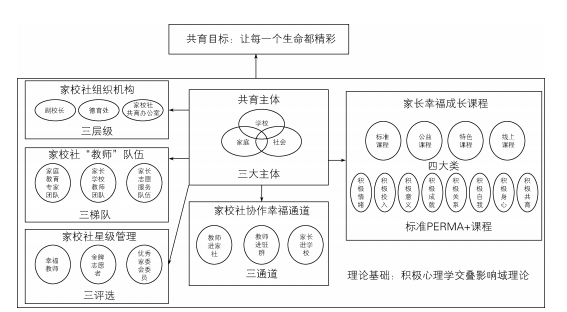 共育目标：让每一个生命都精彩
家校社组织机构
副校长
德育处
家校社
共育办公室
三层级
家校社“教师”队伍
家庭
教育
专家
团队
家长
学校
教师
团队
家长
志愿
服务
队伍
三梯队
家校社星级管理
幸福
教师
金牌
志愿
者
优秀
家委
会委
员
三评选
共育主体
学校
家庭
社会
三大主体
家校社协作幸福通道
教师
进家
社
教师
进驻
群
家长
进学
校
三通道
家长幸福成长课程
标准
课程
公益
课程
特色
课程
线上
课程
四大类
积极情绪
积极投入
积极意义
积极成就
积极关系
积极自我
积极身心
积极共育
标准PERMA+课程
理论基础：积极心理学交叠影响域理论